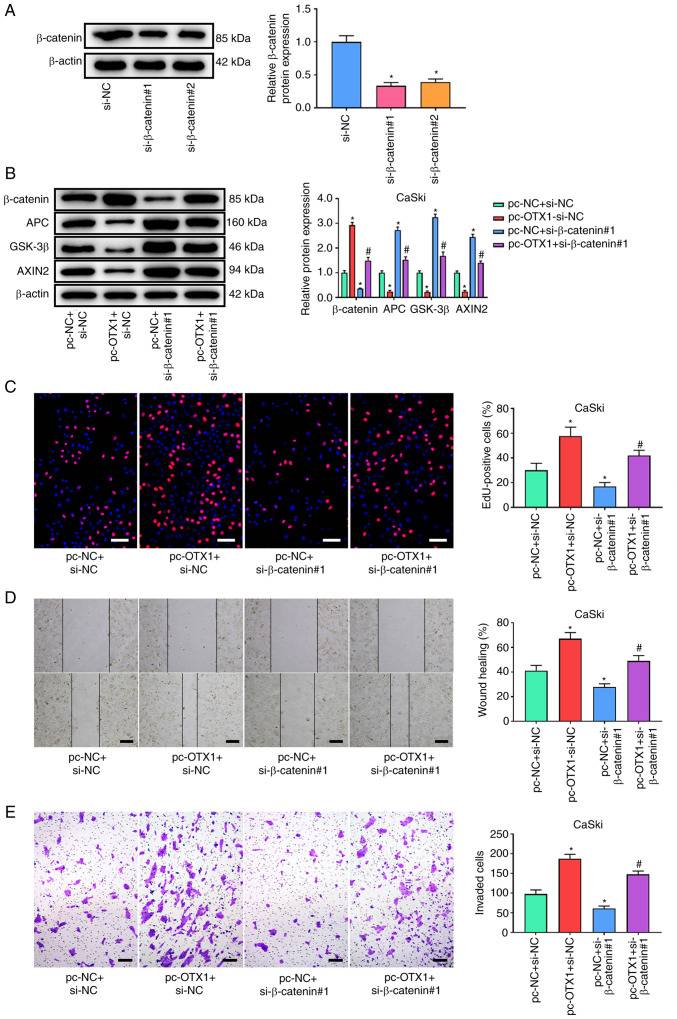 A
β-catenin
85 kDa
β-actin
42 kDa
si-NC
si-β-catenin#1
si-β-catenin#2
Relative β-catenin
protein expression
1.5
1.0
0.5
0.0
*
*
si-NC
si-β-catenin#1
si-β-catenin#2
B
β-catenin
85 kDa
APC
160 kDa
GSK-3β
46 kDa
AXIN2
94 kDa
β-actin
42 kDa
pc-NC+
si-NC
pc-OTX1+
si-NC
pc-NC+
si-β-catenin#1
pc-OTX1+
si-β-catenin#1
CaSki
Relative protein expression
4.0
3.0
2.0
1.0
0.0
* * # * * # * * # * * #
β-catenin APC GSK-3β AXIN2
pc-NC+si-NC
pc-OTX1-si-NC
pc-NC+si-β-catenin#1
pc-OTX1+si-β-catenin#1
C
pc-NC+
si-NC
pc-OTX1+
si-NC
pc-NC+
si-β-catenin#1
pc-OTX1+
si-β-catenin#1
CaSki
EdU-positive cells (%)
80
60
40
20
0
*
*
#
pc-NC+si-NC
pc-OTX1+si-NC
pc-NC+si-
β-catenin#1
pc-OTX1+si-
β-catenin#1
D
pc-NC+
si-NC
pc-OTX1+
si-NC
pc-NC+
si-β-catenin#1
pc-OTX1+
si-β-catenin#1
CaSki
Wound healing (%)
80
60
40
20
0
*
*
#
pc-NC+si-NC
pc-OTX1-si-NC
pc-NC+si-
β-catenin#1
pc-OTX1+si-
β-catenin#1
E
pc-NC+
si-NC
pc-OTX1+
si-NC
pc-NC+
si-β-catenin#1
pc-OTX1+
si-β-catenin#1
CaSki
Invaded cells
250
200
150
100
50
0
*
*
#
pc-NC+si-NC
pc-OTX1+si-NC
pc-NC+si-
β-catenin#1
pc-OTX1+si-
β-catenin#1